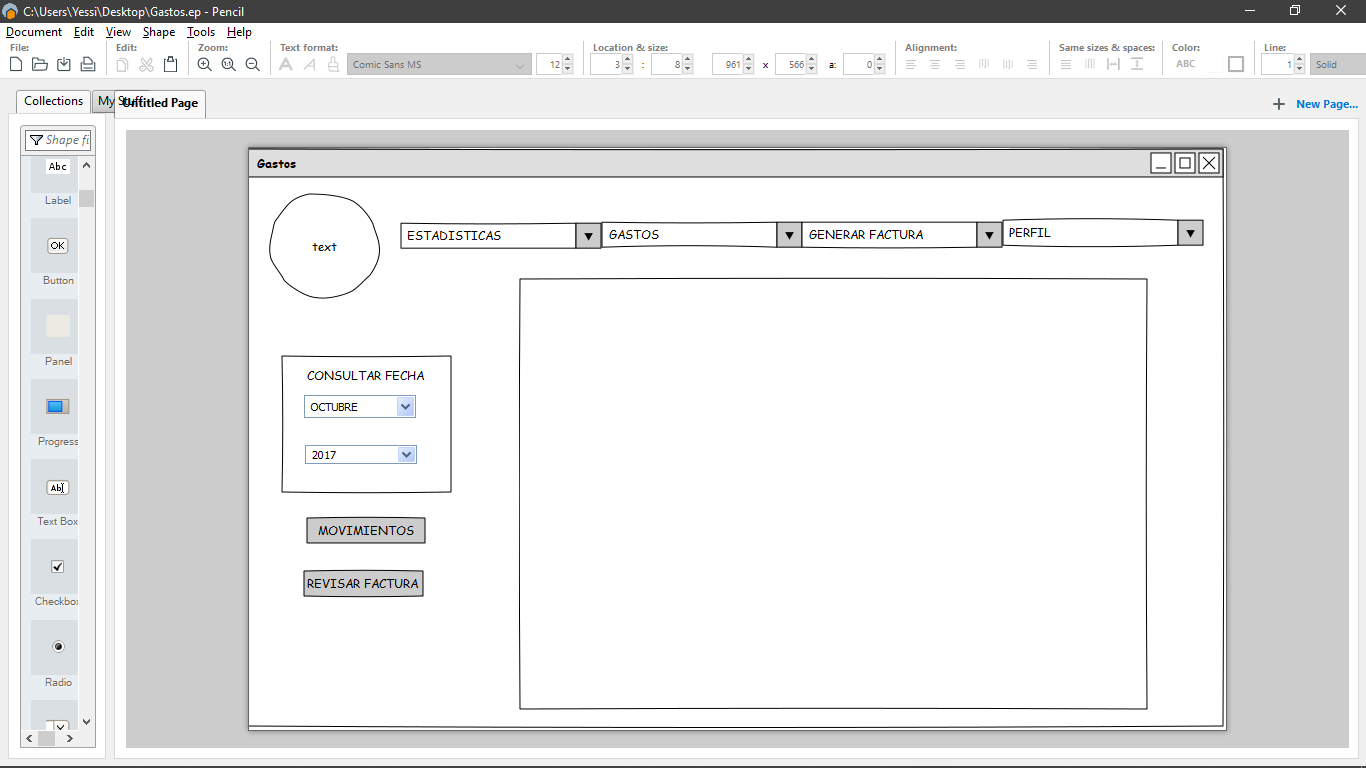 C:\Users\Yessi\Desktop\Gastos.ep - Pencil
Document Edit View Shape Tools Help
File: Edit: Zoom: Text format: Location & size: Alignment: Same sizes & spaces: Color: Line:
Comic Sans MS 12 3 : 8 961 x 566 a: 0 ABC 1 Solid
Collections My Stuff Untitled Page New Page...
Shape fi
Abc
Label
OK
Button
Panel
Progress
Ab
Text Box
Checkbo
Radio
Gastos
text
ESTADISTICAS GASTOS GENERAR FACTURA PERFIL
CONSULTAR FECHA
OCTUBRE
2017
MOVIMIENTOS
REVISAR FACTURA